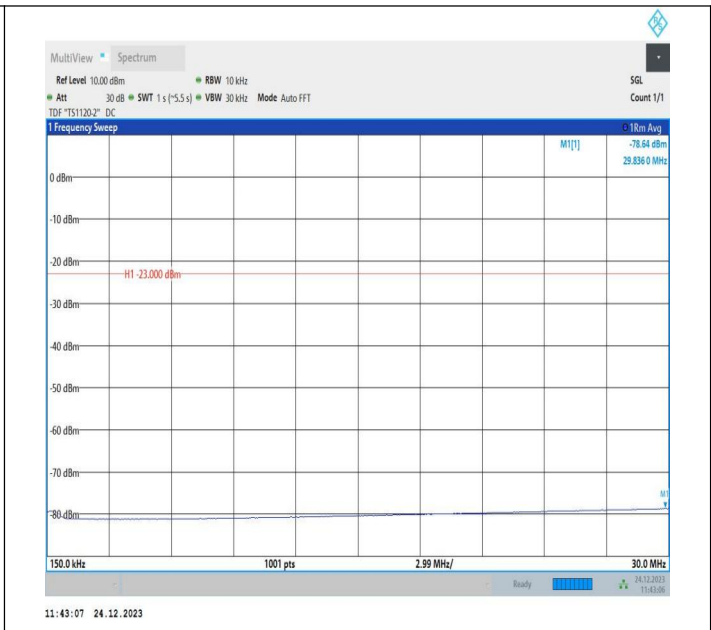 MultiView Spectrum
Ref Level 10.00 dBm RBW 10 kHz SGL
Att 30 dB SWT 1 s (~5.5 s) VBW 30 kHz Mode Auto FFT Count 1/1
TDF "TS1120-2" DC
1 Frequency Sweep 1Rm Avg
M1[1] -78.64 dBm
29.836 0 MHz
0 dBm
-10 dBm
-20 dBm
H1 -23.000 dBm
-30 dBm
-40 dBm
-50 dBm
-60 dBm
-70 dBm
M1
-80 dBm
150.0 kHz 1001 pts 2.99 MHz/ 30.0 MHz
Ready 24.12.2023
11:43:06
11:43:07 24.12.2023